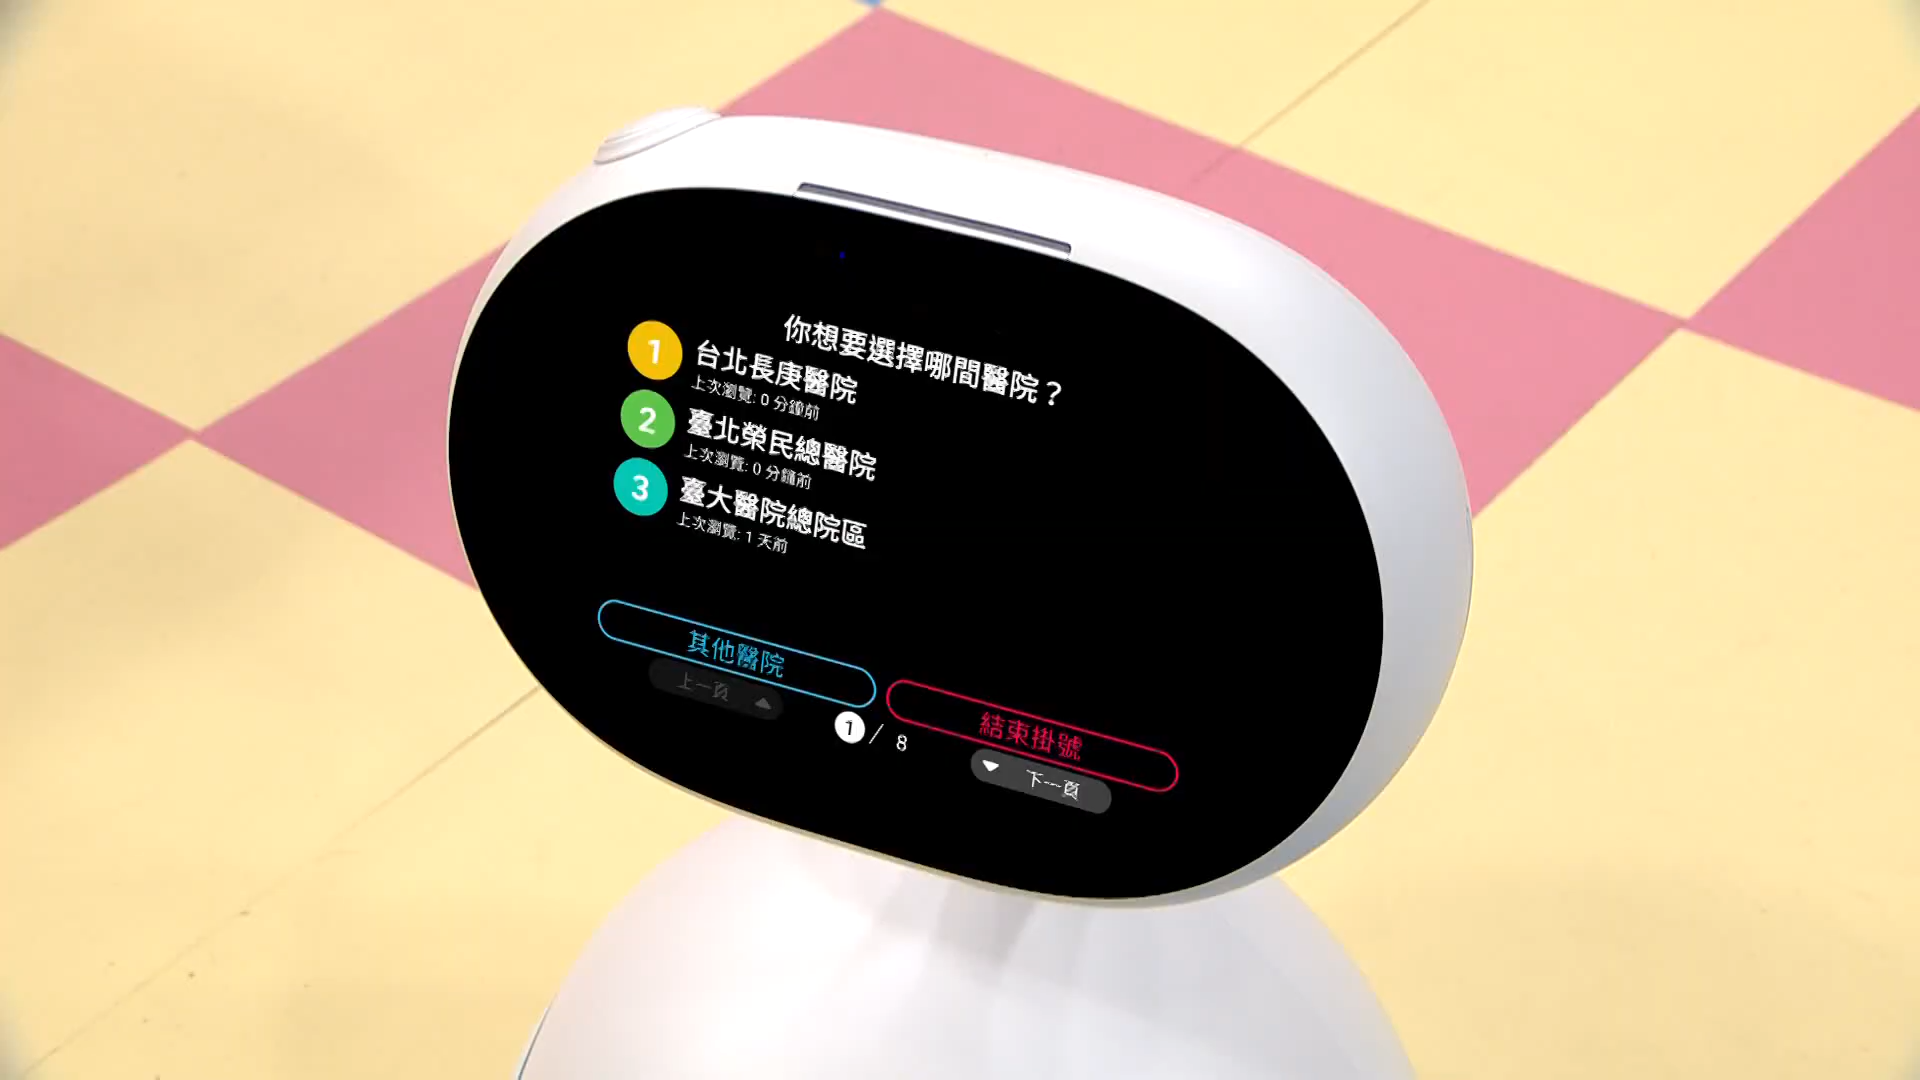 你想要選擇哪間醫院？
1 台北長庚醫院
上次瀏覽: 0 分鐘前
2 臺北榮民總醫院
上次瀏覽: 0 分鐘前
3 臺大醫院總院區
上次瀏覽: 1 天前
其他醫院
結束掛號
上一頁
1 / 8
下一頁